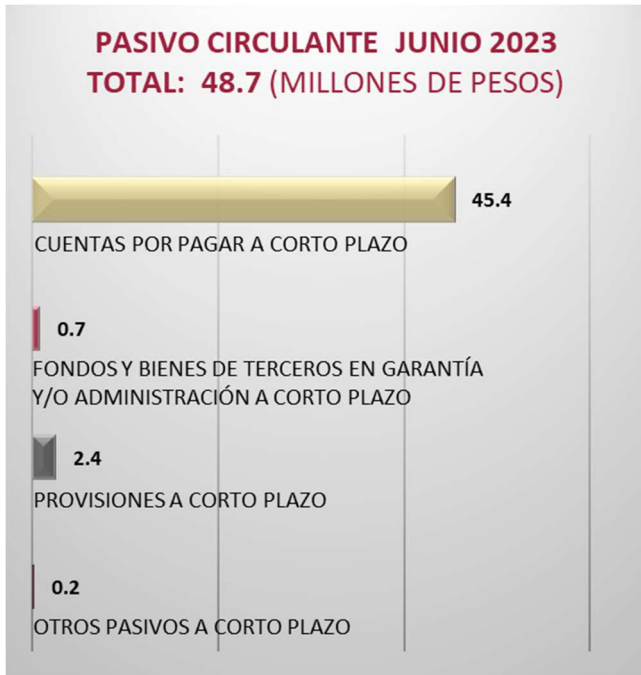 PASIVO CIRCULANTE JUNIO 2023
TOTAL: 48.7 (MILLONES DE PESOS)
45.4
CUENTAS POR PAGAR A CORTO PLAZO
0.7
FONDOS Y BIENES DE TERCEROS EN GARANTÍA
Y/O ADMINISTRACIÓN A CORTO PLAZO
2.4
PROVISIONES A CORTO PLAZO
0.2
OTROS PASIVOS A CORTO PLAZO